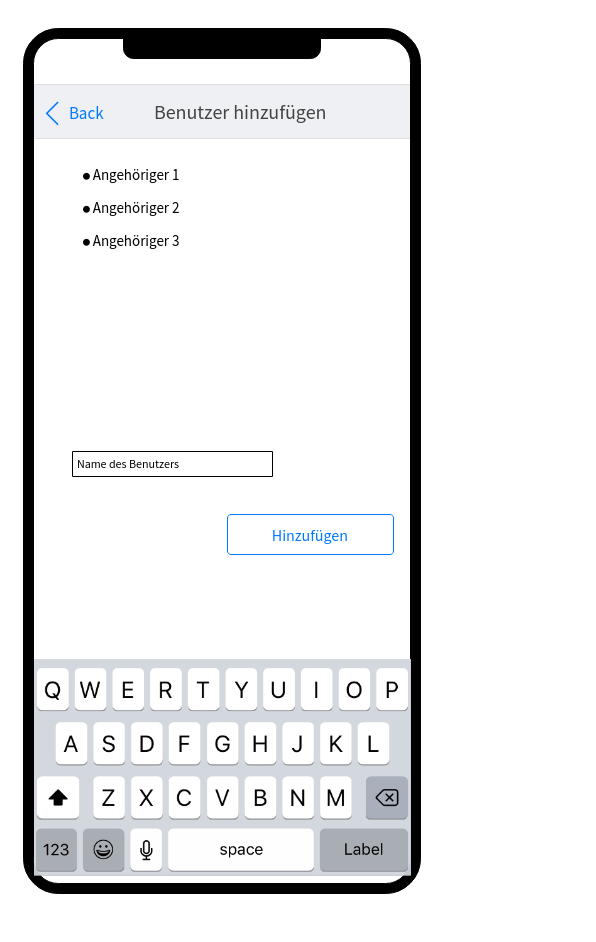 Back Benutzer hinzufügen
Angehöriger 1
Angehöriger 2
Angehöriger 3
Name des Benutzers
Hinzufügen
Q W E R T Y U I O P
A S D F G H J K L
Z X C V B N M
123 space Label